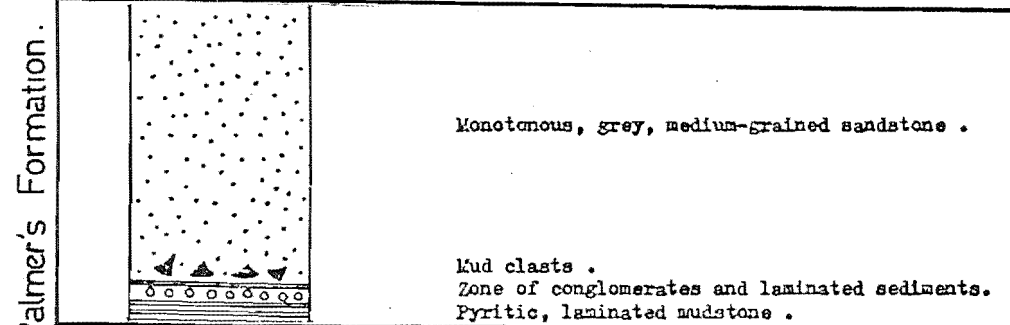 almer's Formation.
Monotonous, grey, medium-grained sandstone .
Mud clasts .
Zone of conglomerates and laminated sediments.
Pyritic, laminated mudstone .